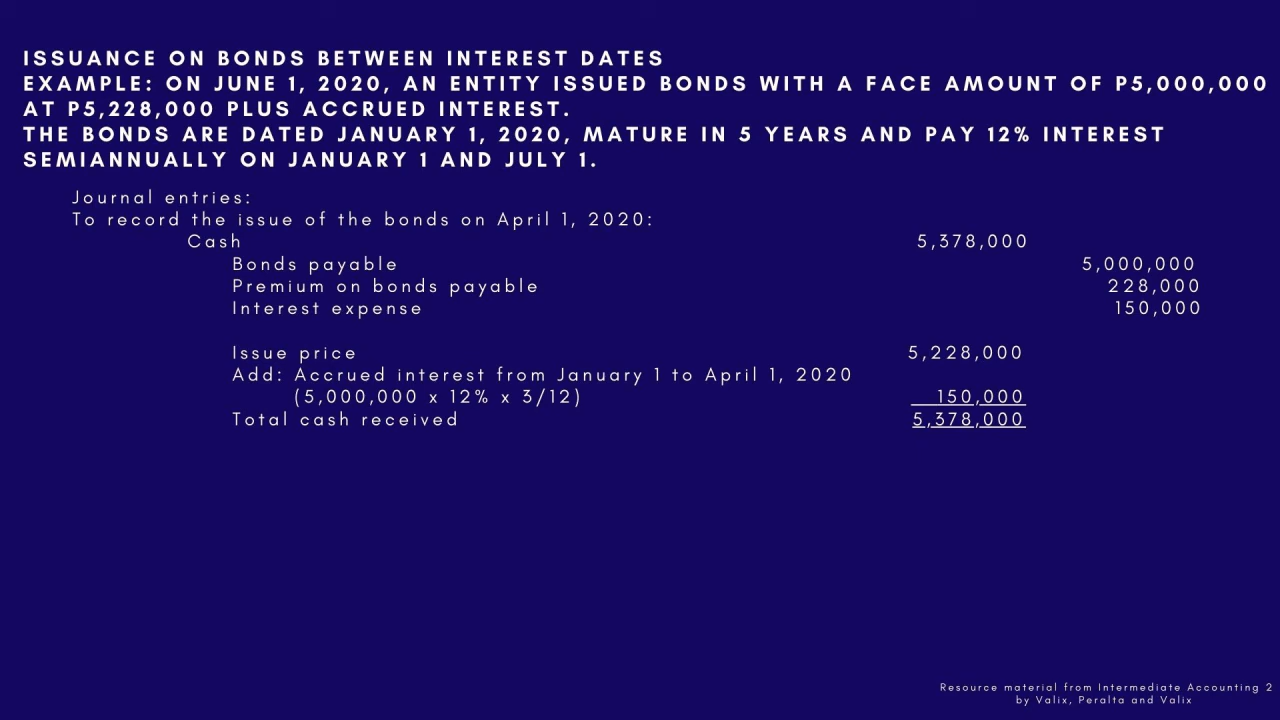 ISSUANCE ON BONDS BETWEEN INTEREST DATES
EXAMPLE: ON JUNE 1, 2020, AN ENTITY ISSUED BONDS WITH A FACE AMOUNT OF P5,000,000
AT P5,228,000 PLUS ACCRUED INTEREST.
THE BONDS ARE DATED JANUARY 1, 2020, MATURE IN 5 YEARS AND PAY 12% INTEREST
SEMIANNUALLY ON JANUARY 1 AND JULY 1.
Journal entries:
To record the issue of the bonds on April 1, 2020:
Cash 5,378,000
Bonds payable 5,000,000
Premium on bonds payable 228,000
Interest expense 150,000
Issue price 5,228,000
Add: Accrued interest from January 1 to April 1, 2020
(5,000,000 x 12% x 3/12) 150,000
Total cash received 5,378,000
Resource material from Intermediate Accounting 2
by Valix, Peralta and Valix